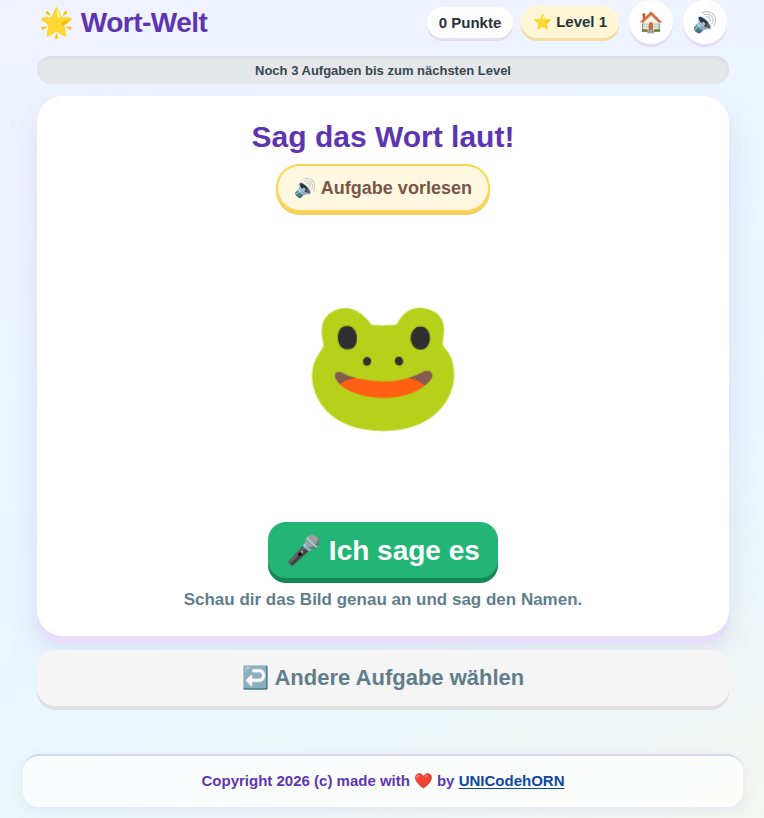 🌟 Wort-Welt
0 Punkte
⭐ Level 1
Noch 3 Aufgaben bis zum nächsten Level
Sag das Wort laut!
🔊 Aufgabe vorlesen
🎤 Ich sage es
Schau dir das Bild genau an und sag den Namen.
↩️ Andere Aufgabe wählen
Copyright 2026 (c) made with ❤️ by UNICodehORN